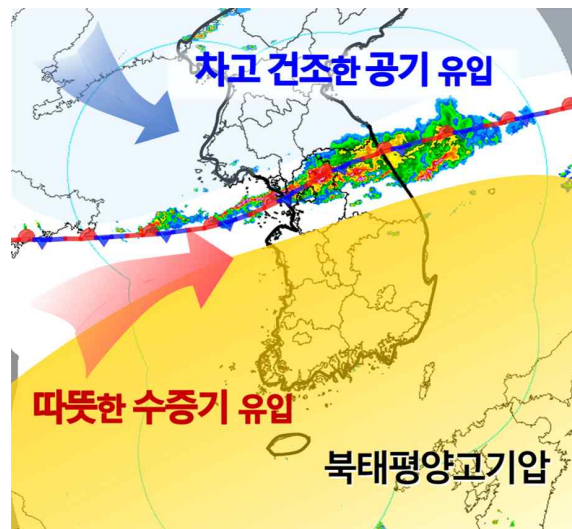 차고 건조한 공기 유입
따뜻한 수증기 유입
북태평양고기압